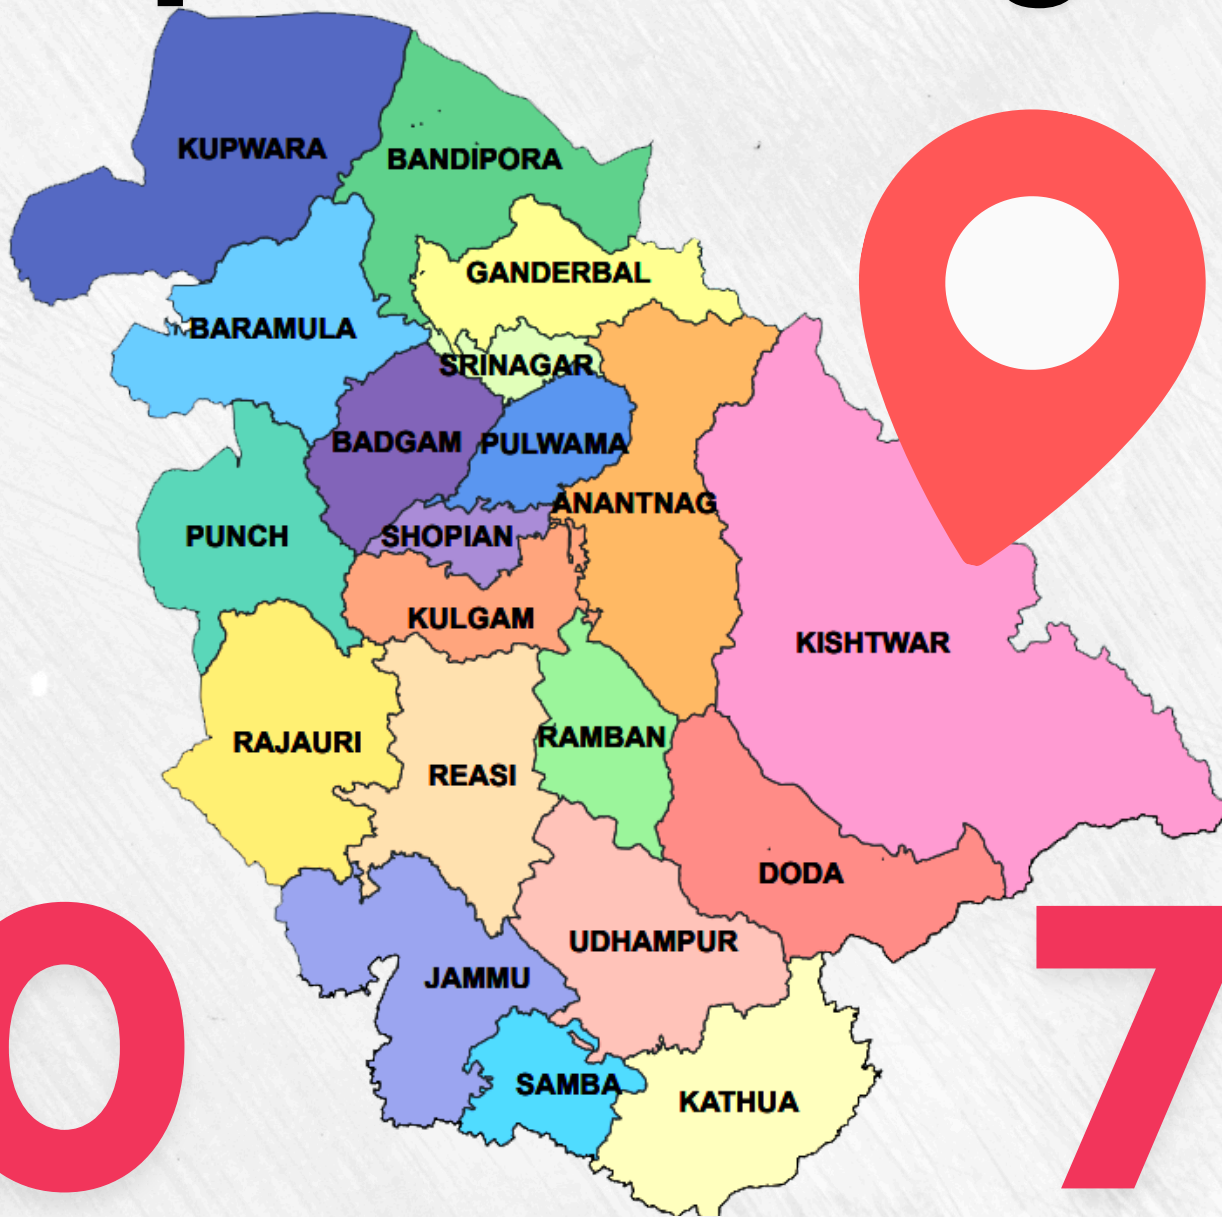 KUPWARA
BANDIPORA
GANDERBAL
BARAMULA
SRINAGAR
BADGAM
PULWAMA
ANANTNAG
PUNCH
SHOPIAN
KULGAM
KISHTWAR
RAJAURI
RAMBAN
REASI
DODA
UDHAMPUR
JAMMU
SAMBA
KATHUA
0
7